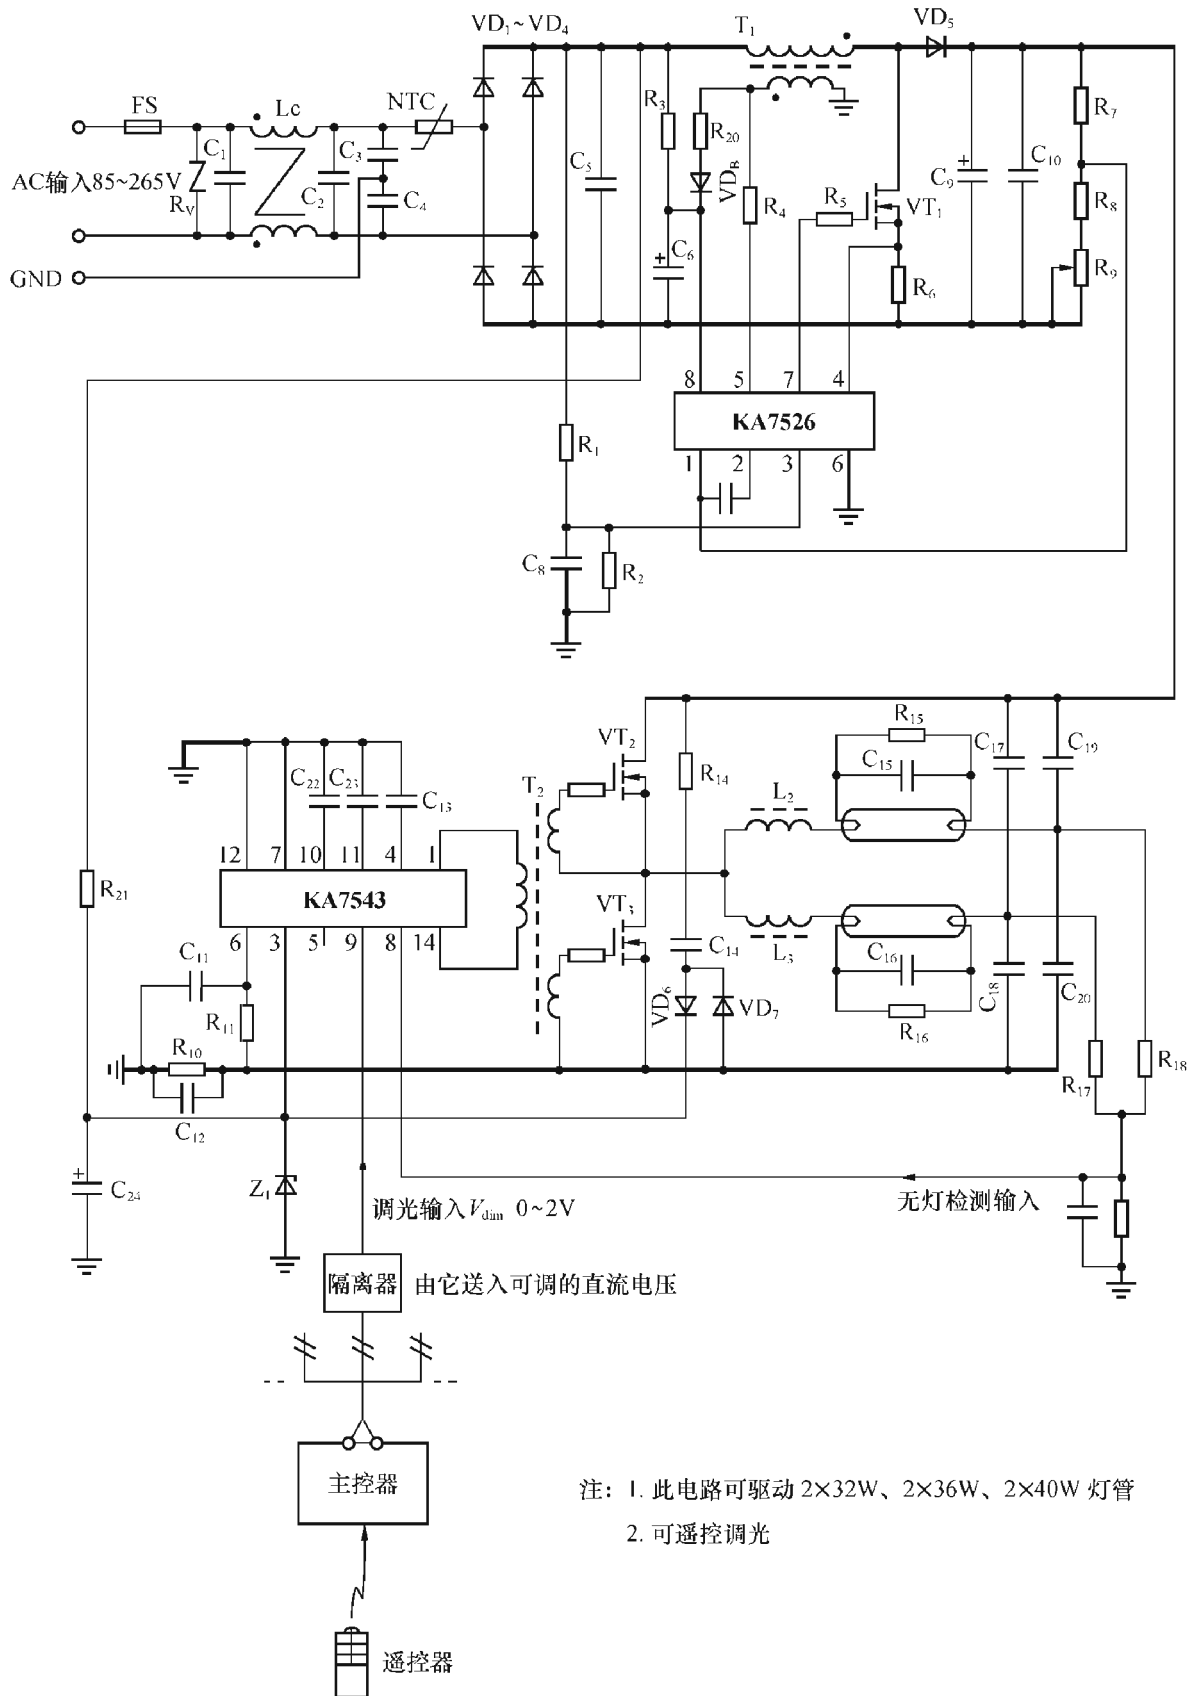 VD₁~VD₄
T₁
VD₅
FS
Lc
NTC
R₃
R₂₀
R₇
C₁
C₃
C₅
VD_B
C₉
+
C₁₀
AC输入85~265V
R_V
C₂
C₄
R₄
R₅
VT₁
R₈
GND
+
C₆
R₆
R₉
8
5
7
4
KA7526
R₁
1
2
3
6
C₈
R₂
R₁₅
VT₂
C₁₇
C₁₉
C₂₂
C₂₃
C₁₃
T₂
R₁₄
C₁₅
L₂
12
7
10
11
4
1
R₂₁
KA7543
VT₃
6
3
5
9
8
14
C₁₁
C₁₄
L₃
C₁₆
C₁₈
C₂₀
R₁₁
VD₆
VD₇
R₁₆
R₁₀
R₁₇
R₁₈
C₁₂
+
C₂₄
Z₁
调光输入V_dim 0~2V
无灯检测输入
隔离器
由它送入可调的直流电压
主控器
注：1. 此电路可驱动 2×32W、2×36W、2×40W 灯管
2. 可遥控调光
遥控器